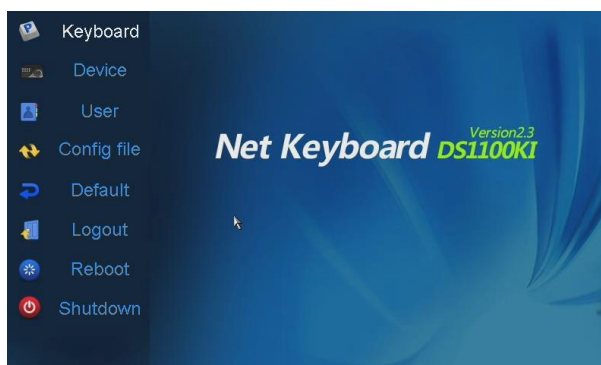 Keyboard
Device
User
Config file
Default
Logout
Reboot
Shutdown
Version2.3
Net Keyboard DS1100KI